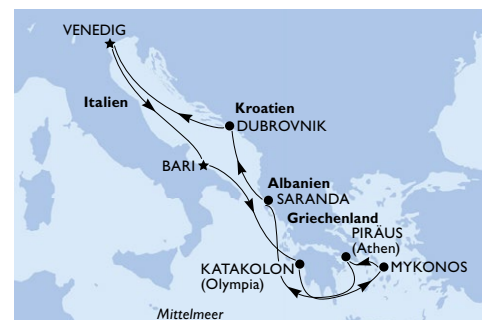 VENEDIG
Italien
Kroatien
DUBROVNIK
BARI
Albanien
SARANDA
Griechenland
PIRÄUS
(Athen)
KATAKOLON
(Olympia)
MYKONOS
Mittelmeer